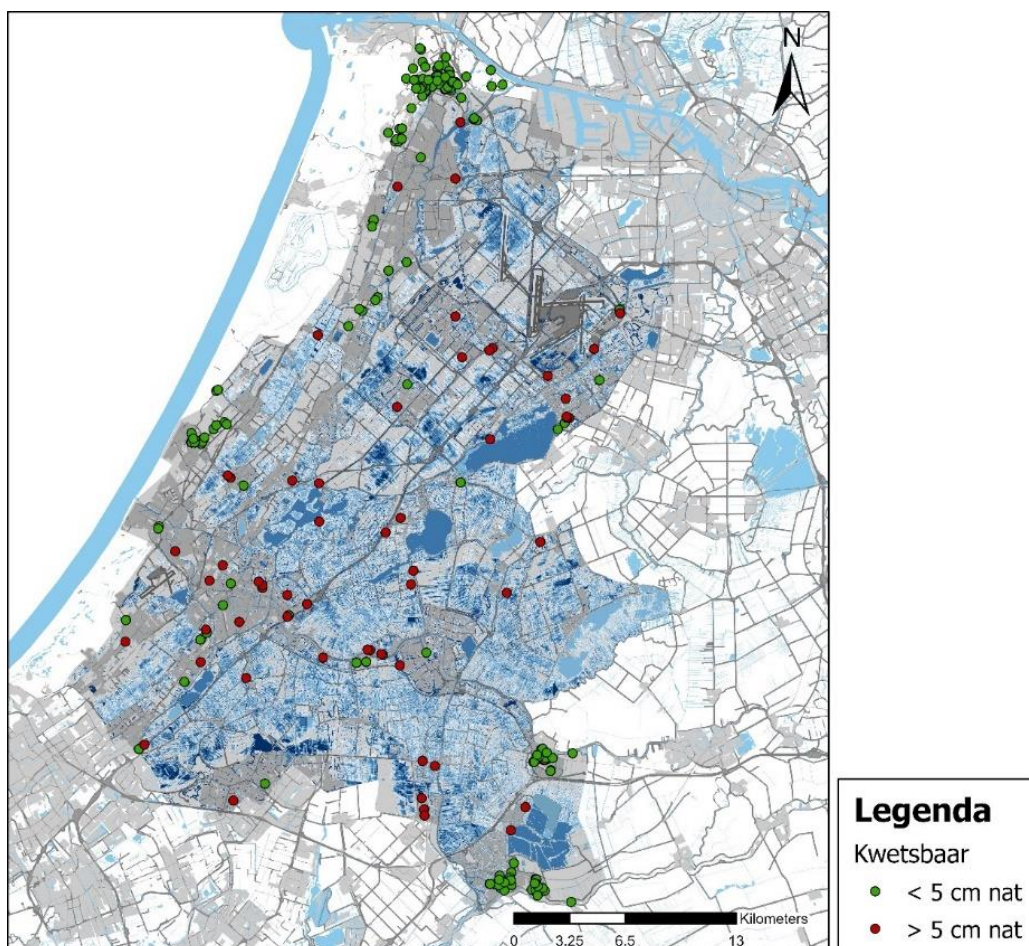 N
Kilometers
0 3.25 6.5 13
Legenda
Kwetsbaar
< 5 cm nat
> 5 cm nat